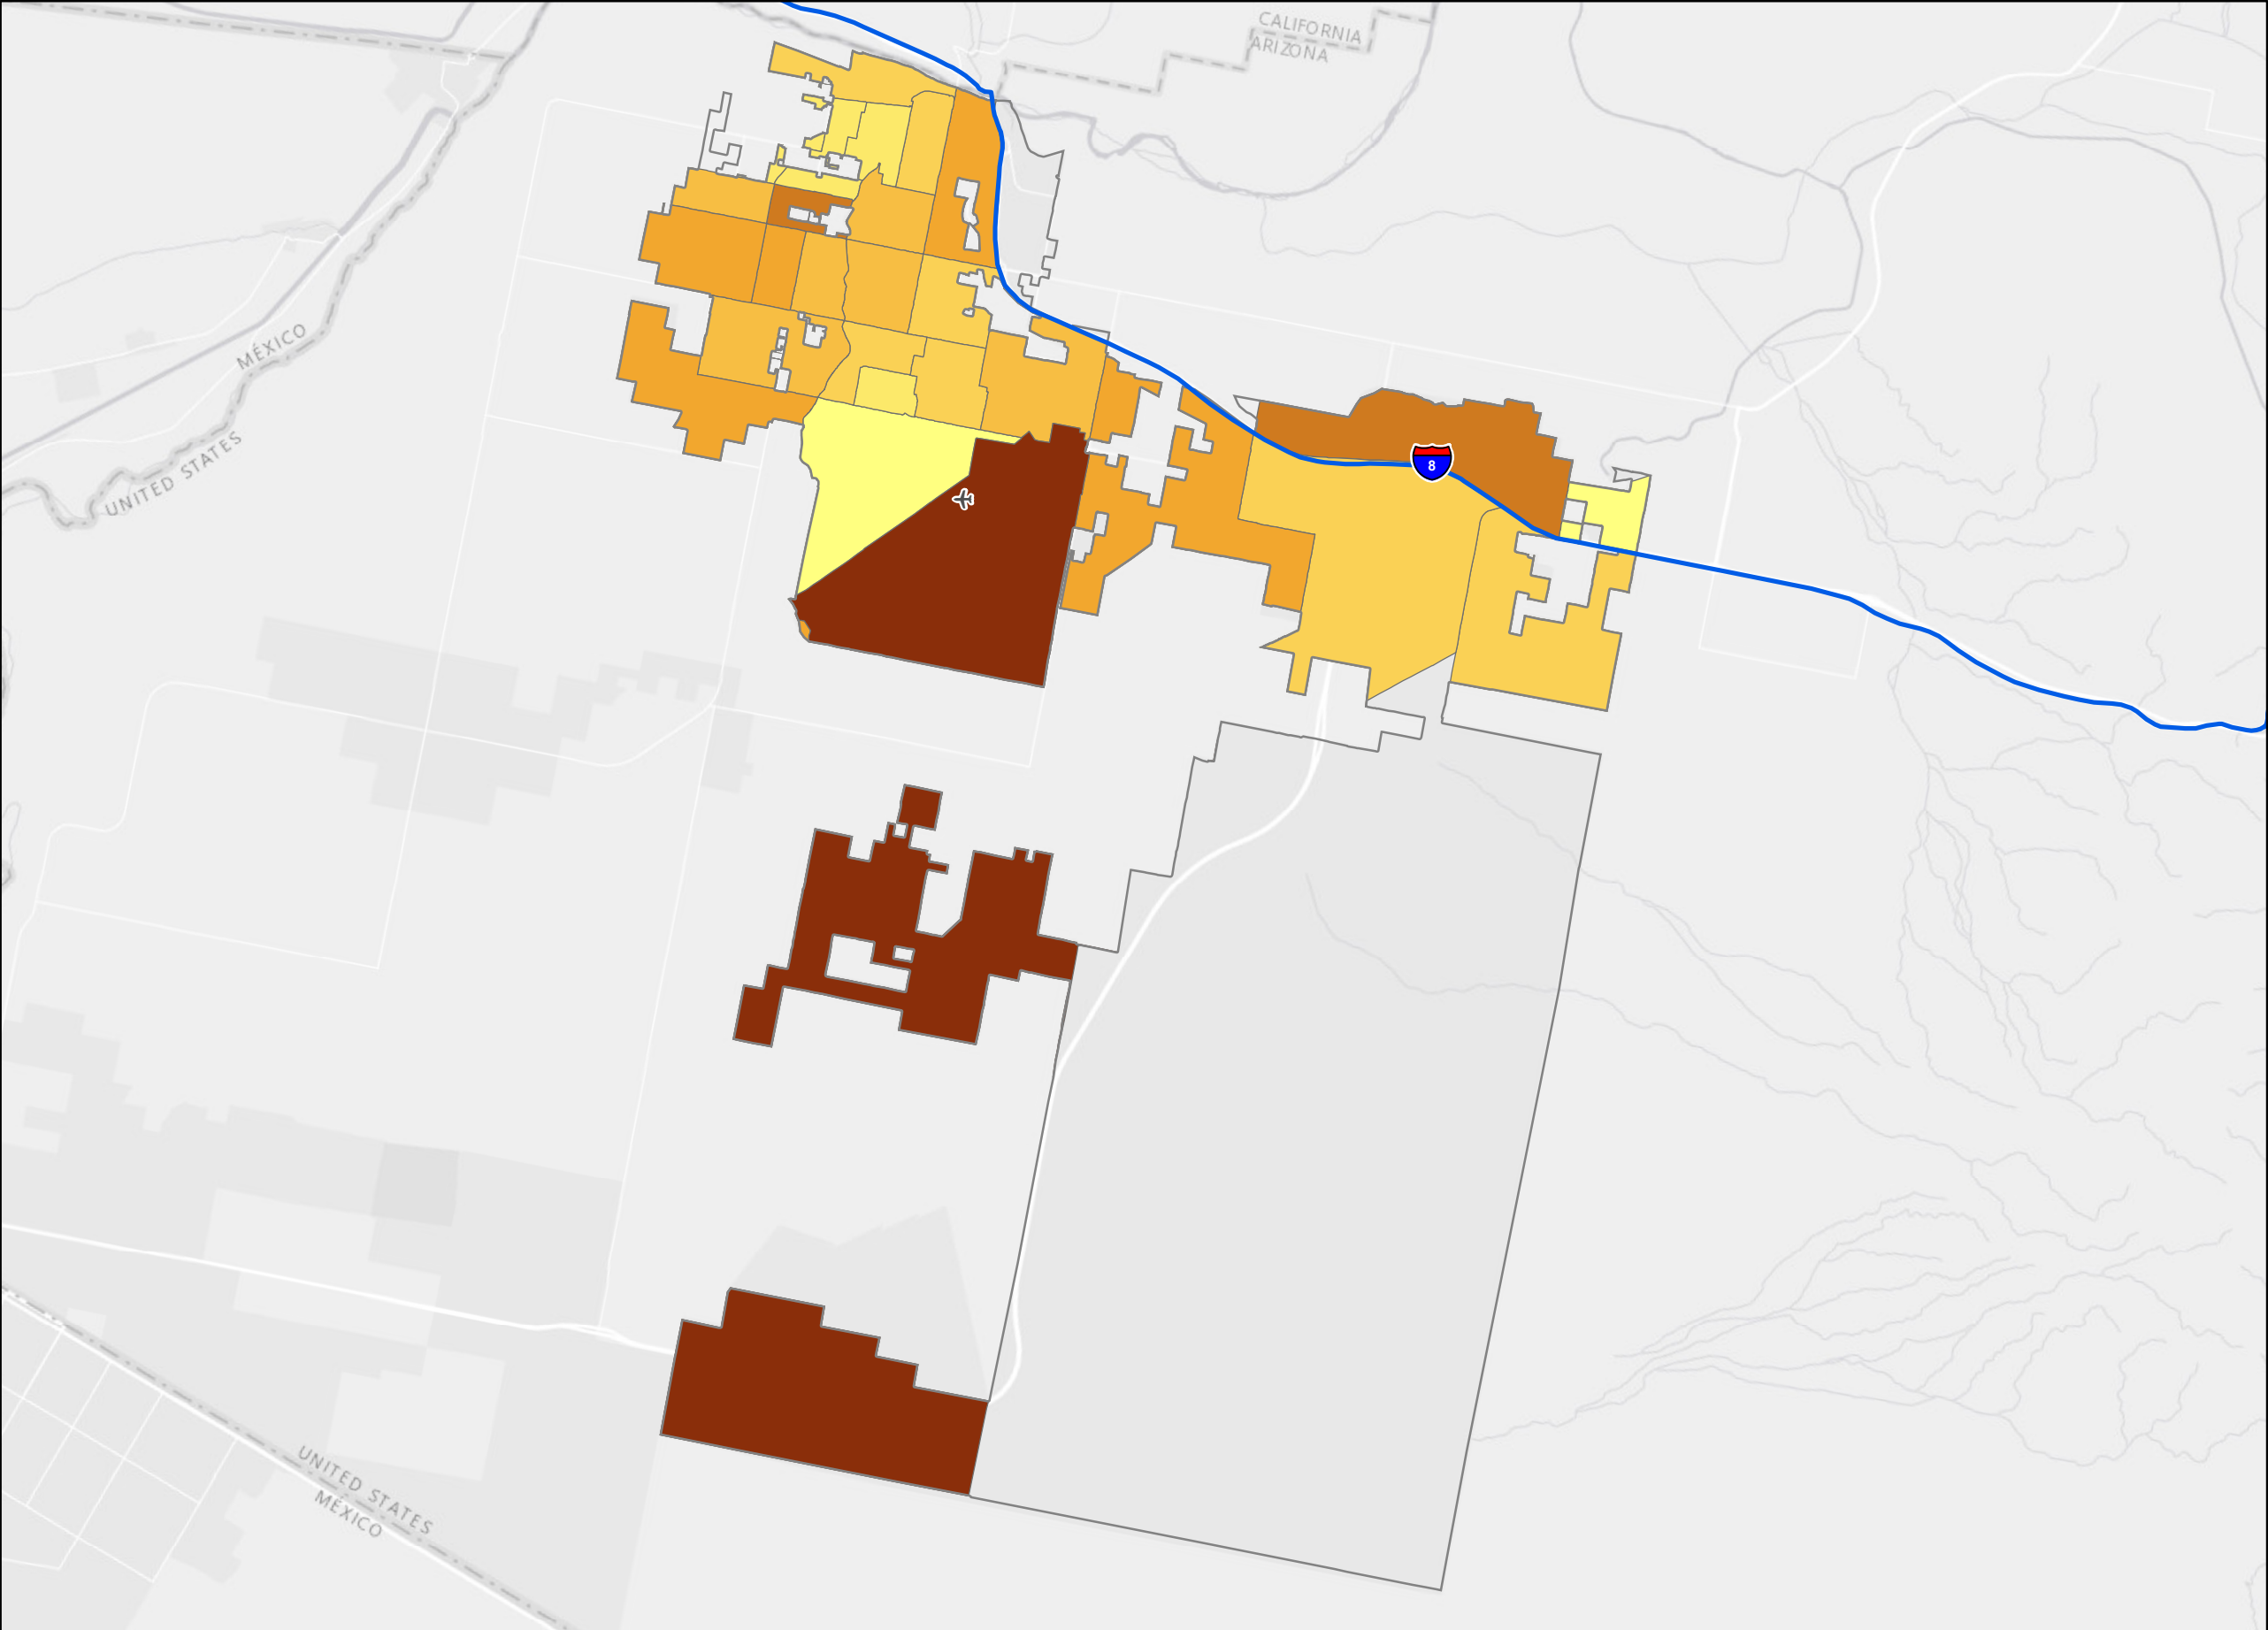 CALIFORNIA
ARIZONA
MÉXICO
UNITED STATES
8
UNITED STATES
MÉXICO